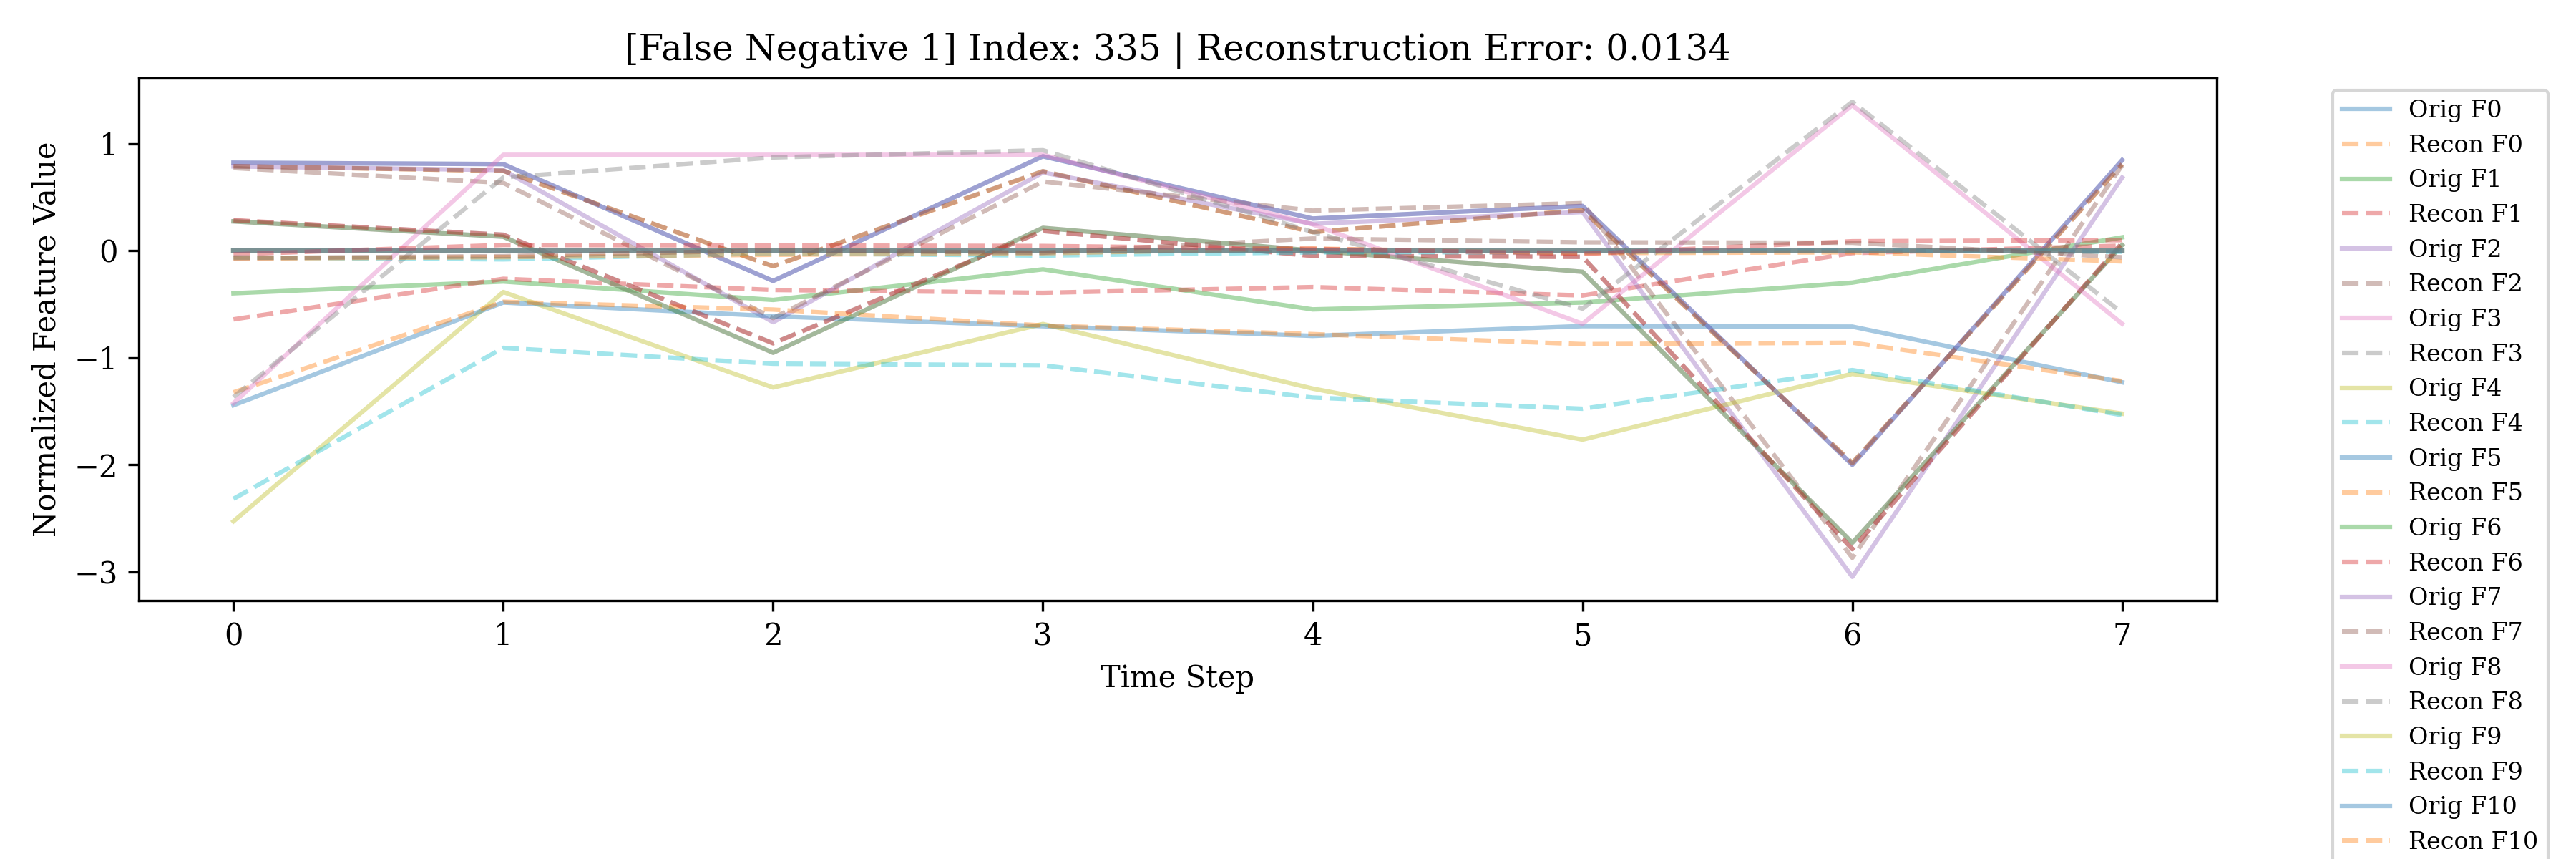 [False Negative 1] Index: 335 | Reconstruction Error: 0.0134
Normalized Feature Value
1
0
−1
−2
−3
0 1 2 3 4 5 6 7
Time Step
Orig F0
Recon F0
Orig F1
Recon F1
Orig F2
Recon F2
Orig F3
Recon F3
Orig F4
Recon F4
Orig F5
Recon F5
Orig F6
Recon F6
Orig F7
Recon F7
Orig F8
Recon F8
Orig F9
Recon F9
Orig F10
Recon F10